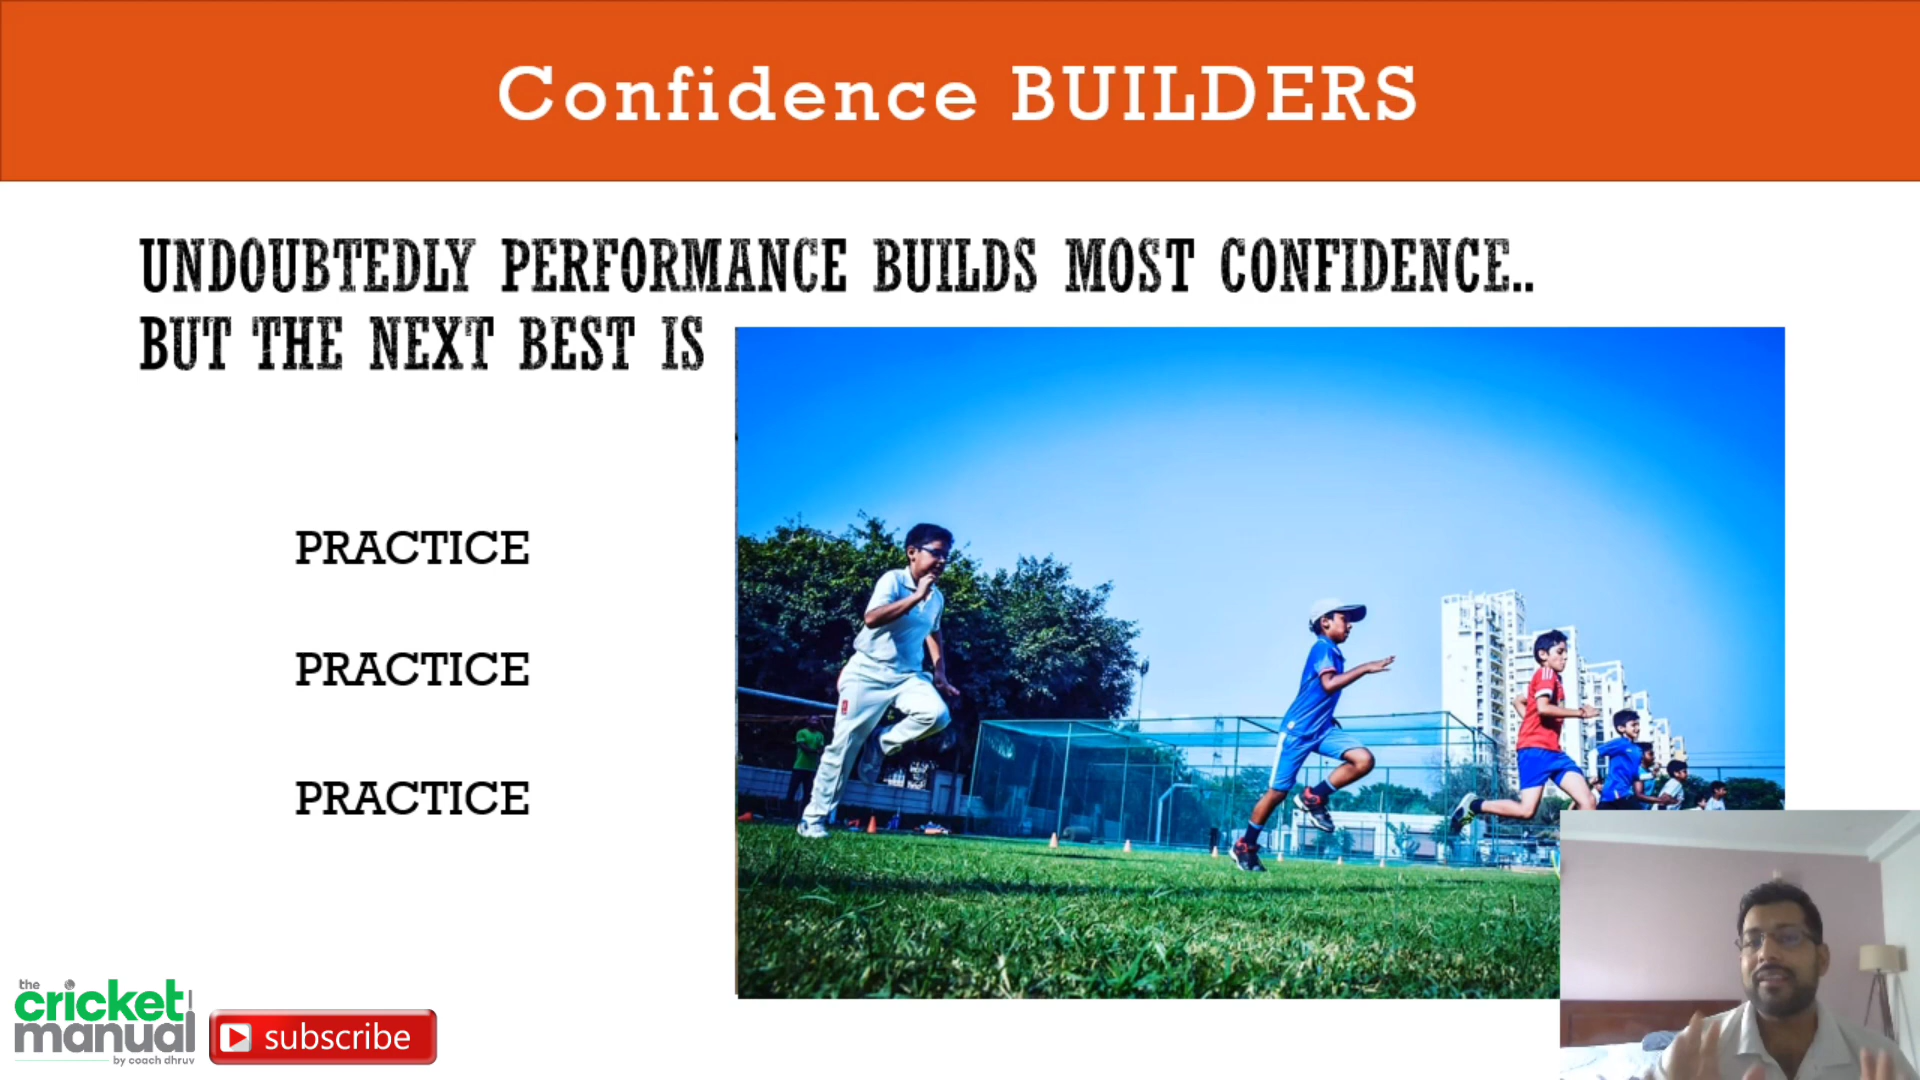 Confidence BUILDERS
UNDOUBTEDLY PERFORMANCE BUILDS MOST CONFIDENCE..
BUT THE NEXT BEST IS
PRACTICE
PRACTICE
PRACTICE
the
cricket
manual
by coach dhruv
subscribe